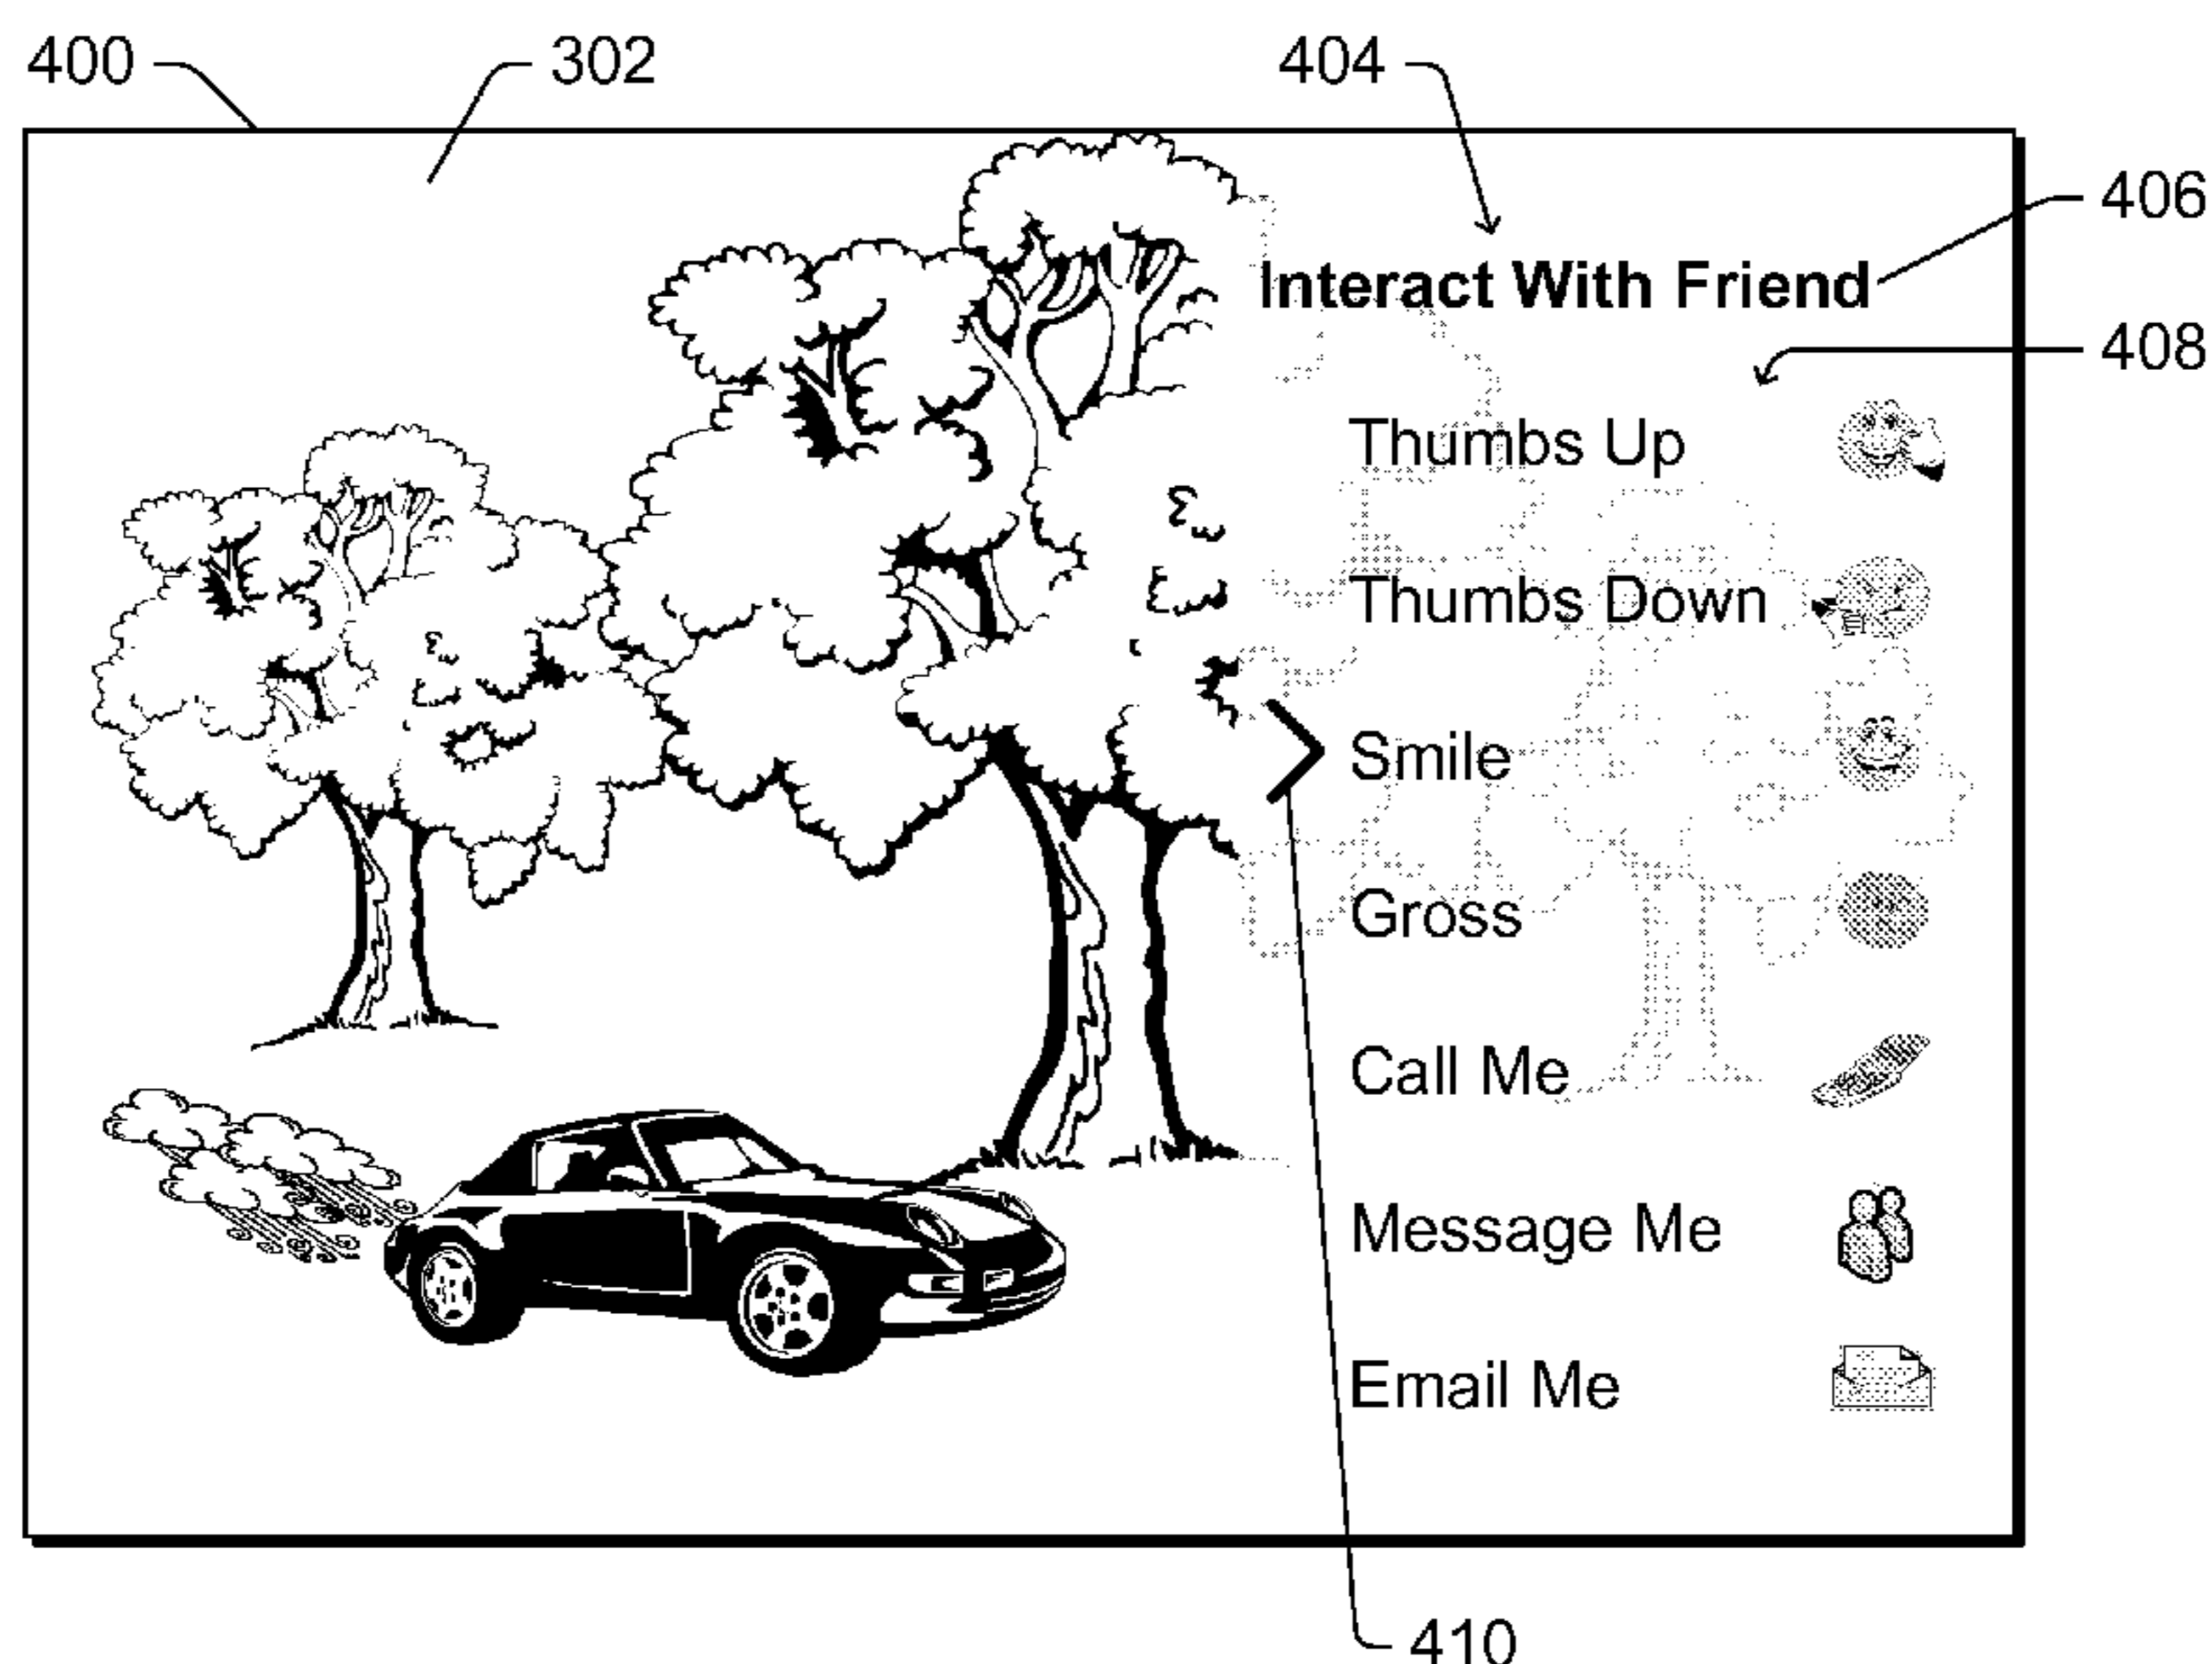 400
302
404
406
Interact With Friend
408
Thumbs Up
Thumbs Down
Smile
Gross
Call Me
Message Me
Email Me
410